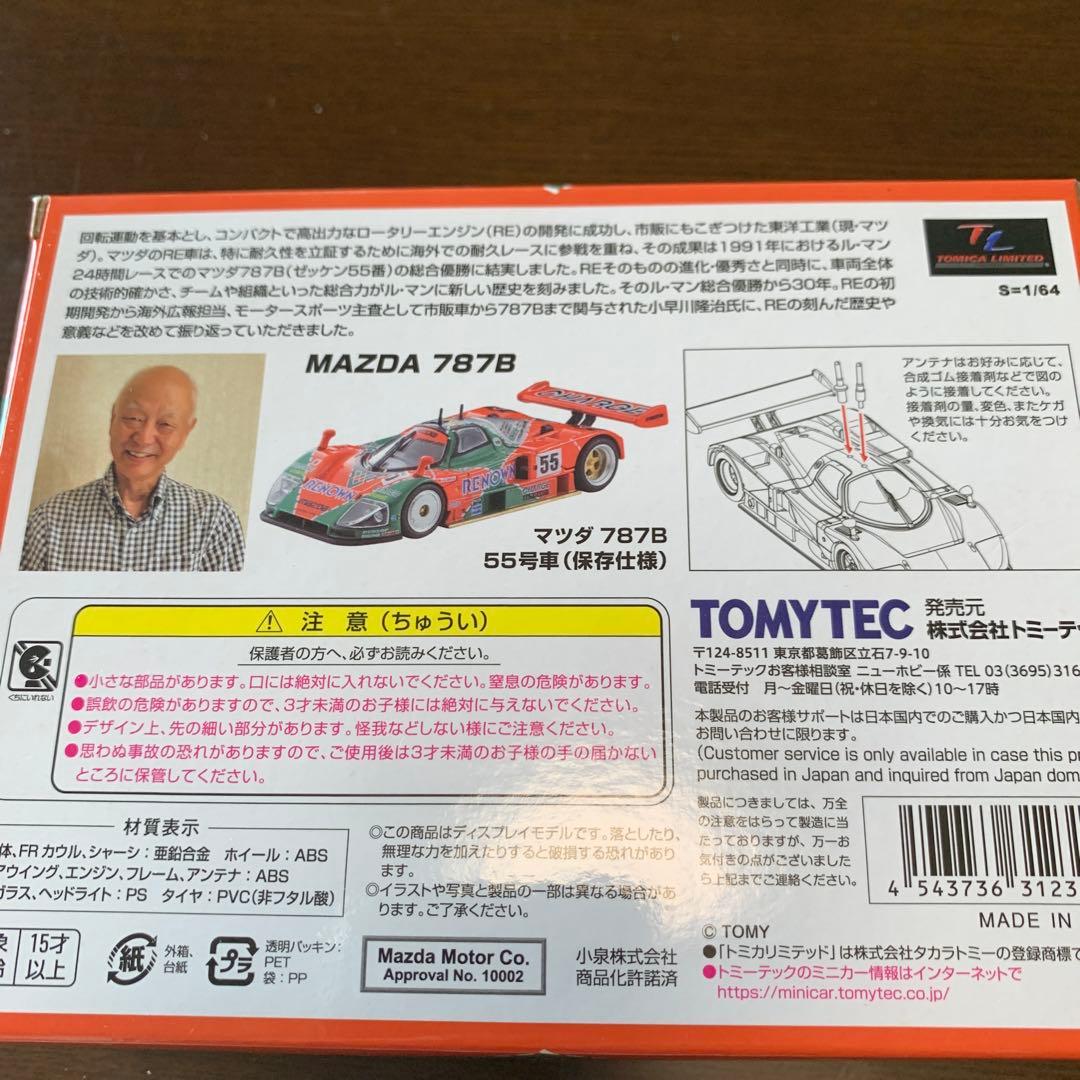 回転運動を基本とし、コンパクトで高出力なロータリーエンジン(RE)の開発に成功し、市販にもこぎつけた東洋工業(現・マツ
ダ)。マツダのRE車は、特に耐久性を立証するために海外での耐久レースに参戦を重ね、その成果は1991年におけるル・マン
24時間レースでのマツダ787B(ゼッケン55番)の総合優勝に結実しました。REそのものの進化・優秀さと同時に、車両全体
の技術的確かさ、チームや組織といった総合力がル・マンに新しい歴史を刻みました。そのル・マン総合優勝から30年。REの初
期開発から海外広報担当、モータースポーツ主査として市販車から787Bまで関与された小早川隆治氏に、REの刻んだ歴史や
意義などを改めて振り返っていただきました。
TL
TOMICA LIMITED
S=1/64
MAZDA 787B
CHARGE
RENOWN
RENOWN
55
CHARGE
マツダ 787B
55号車(保存仕様)
アンテナはお好みに応じて、
合成ゴム接着剤などで図の
ように接着してください。
接着剤の量、変色、またケガ
や換気には十分お気をつけ
ください。
⚠ 注 意(ちゅうい)
保護者の方へ、必ずお読みください。
●小さな部品があります。口には絶対に入れないでください。窒息の危険があります。
●誤飲の危険がありますので、3才未満のお子様には絶対に与えないでください。
●デザイン上、先の細い部分があります。怪我などしない様にご注意ください。
●思わぬ事故の恐れがありますので、ご使用後は3才未満のお子様の手の届かない
ところに保管してください。
くちにいれない
TOMYTEC
発売元
株式会社トミーテッ
〒124-8511 東京都葛飾区立石7-9-10
トミーテックお客様相談室 ニューホビー係 TEL 03(3695)316
電話受付 月〜金曜日(祝・休日を除く)10〜17時
本製品のお客様サポートは日本国内でのご購入かつ日本国内
お問い合わせに限ります。
(Customer service is only available in case this pr
purchased in Japan and inquired from Japan dom
材質表示
体、FRカウル、シャーシ:亜鉛合金 ホイール:ABS
アウイング、エンジン、フレーム、アンテナ:ABS
ガラス、ヘッドライト:PS タイヤ:PVC(非フタル酸)
◎この商品はディスプレイモデルです。落としたり、
無理な力を加えたりすると破損する恐れがあり
ます。
◎イラストや写真と製品の一部は異なる場合があ
ります。ご了承ください。
製品につきましては、万全
の注意をはらって製造に当
たっておりますが、万一お
気付きの点がございました
ら上記までご連絡ください。
4 543736 3123
MADE IN
15才
以上
紙
外箱、
台紙
プラ
透明パッキン:
PET
袋:PP
Mazda Motor Co.
Approval No. 10002
小泉株式会社
商品化許諾済
© TOMY
●「トミカリミテッド」は株式会社タカラトミーの登録商標で
●トミーテックのミニカー情報はインターネットで
https://minicar.tomytec.co.jp/